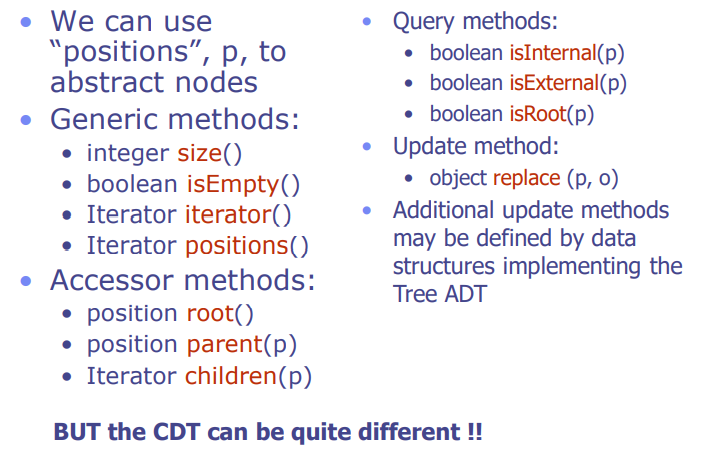 • We can use
“positions”, p, to
abstract nodes
• Generic methods:
• integer size()
• boolean isEmpty()
• Iterator iterator()
• Iterator positions()
• Accessor methods:
• position root()
• position parent(p)
• Iterator children(p)
• Query methods:
• boolean isInternal(p)
• boolean isExternal(p)
• boolean isRoot(p)
• Update method:
• object replace (p, o)
• Additional update methods
may be defined by data
structures implementing the
Tree ADT
BUT the CDT can be quite different !!